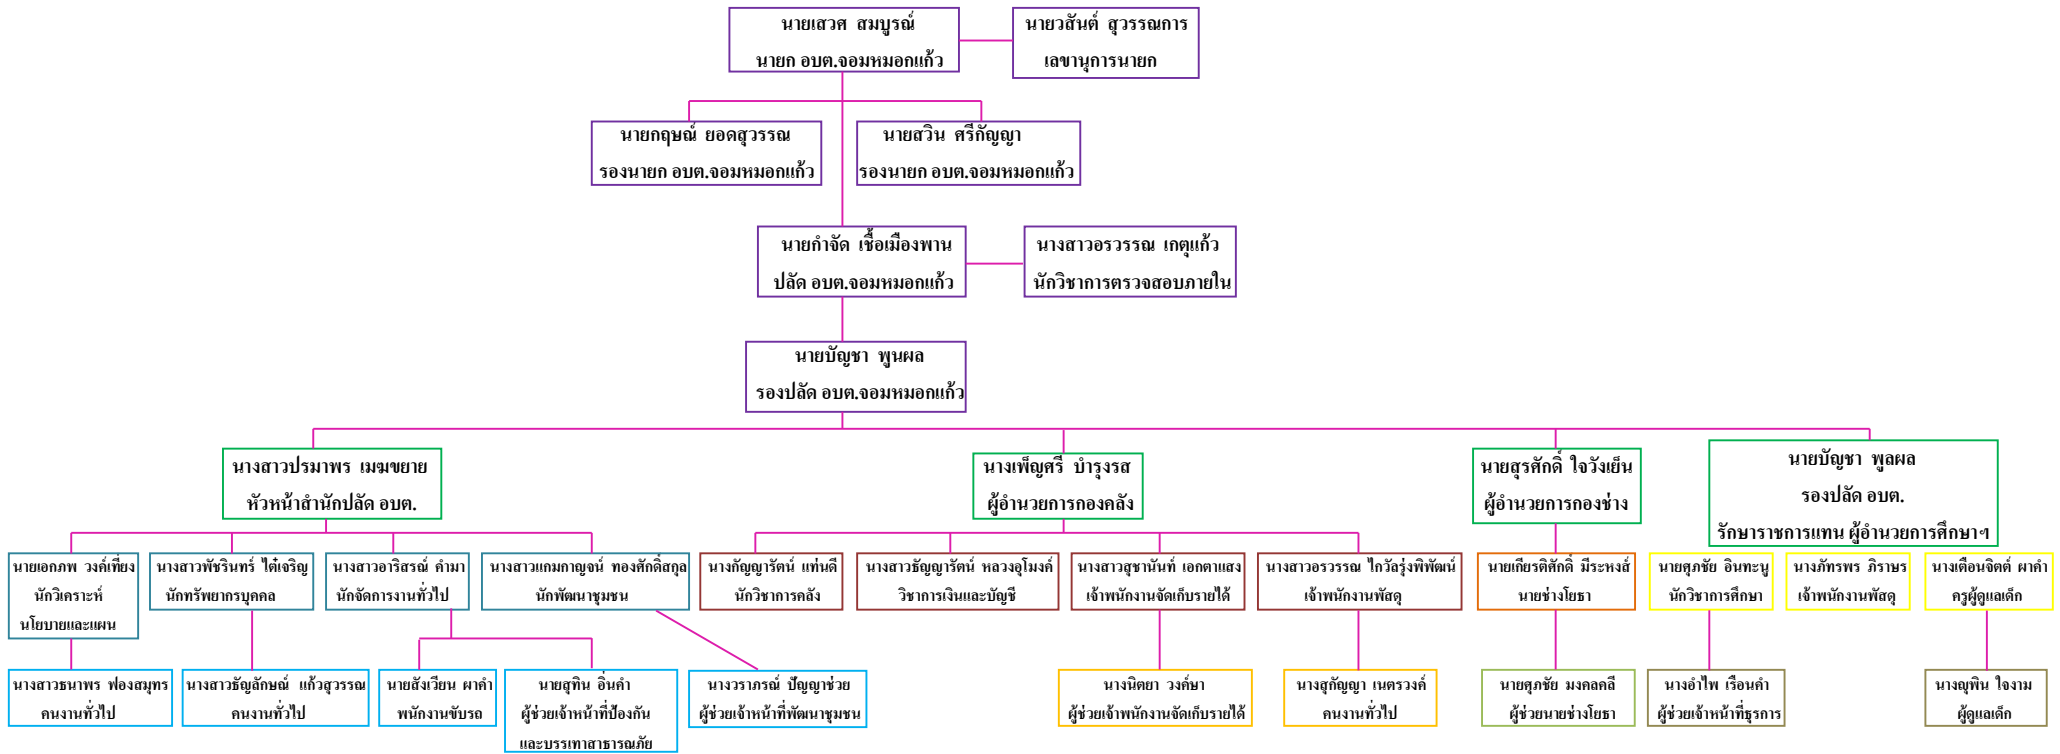 นายเสวศ สมบูรณ์
นายก อบต.จอมหมอกแก้ว
นายวสันต์ สุวรรณการ
เลขานุการนายก
นายกฤษณ์ ยอดสุวรรณ
รองนายก อบต.จอมหมอกแก้ว
นายสวิน ศรีกัญญา
รองนายก อบต.จอมหมอกแก้ว
นายกำจัด เชื้อเมืองพาน
ปลัด อบต.จอมหมอกแก้ว
นางสาวอรวรรณ เกตุแก้ว
นักวิชาการตรวจสอบภายใน
นายบัญชา พูนผล
รองปลัด อบต.จอมหมอกแก้ว
นางสาวปรมาพร เมฆขยาย
หัวหน้าสำนักปลัด อบต.
นางเพ็ญศรี บำรุงรส
ผู้อำนวยการกองคลัง
นายสุรศักดิ์ ใจวังเย็น
ผู้อำนวยการกองช่าง
นายบัญชา พูลผล
รองปลัด อบต.
รักษาราชการแทน ผู้อำนวยการศึกษาฯ
นายเอกภพ วงค์เที่ยง
นักวิเคราะห์
นโยบายและแผน
นางสาวพัชรินทร์ ไต๋เจริญ
นักทรัพยากรบุคคล
นางสาวอาริสรณ์ คำมา
นักจัดการงานทั่วไป
นางสาวแกมกาญจน์ ทองศักดิ์สกุล
นักพัฒนาชุมชน
นางกัญญารัตน์ แท่นดี
นักวิชาการคลัง
นางสาวธัญญารัตน์ หลวงอุโมงค์
วิชาการเงินและบัญชี
นางสาวสุชานันท์ เอกตาแสง
เจ้าพนักงานจัดเก็บรายได้
นางสาวอรวรรณ ไกวัลรุ่งพิพัฒน์
เจ้าพนักงานพัสดุ
นายเกียรติศักดิ์ มีระหงส์
นายช่างโยธา
นายศุภชัย อินทะนู
นักวิชาการศึกษา
นางภัทรพร ภิราษร
เจ้าพนักงานพัสดุ
นางเตือนจิตต์ ผาคำ
ครูผู้ดูแลเด็ก
นางสาวธนาพร ฟองสมุทร
คนงานทั่วไป
นางสาวธัญลักษณ์ แก้วสุวรรณ
คนงานทั่วไป
นายสังเวียน ผาคำ
พนักงานขับรถ
นายสุทิน อิ่นคำ
ผู้ช่วยเจ้าหน้าที่ป้องกัน
และบรรเทาสาธารณภัย
นางวราภรณ์ ปัญญาช่วย
ผู้ช่วยเจ้าหน้าที่พัฒนาชุมชน
นางนิตยา วงค์ษา
ผู้ช่วยเจ้าพนักงานจัดเก็บรายได้
นางสุกัญญา เนตรวงค์
คนงานทั่วไป
นายศุภชัย มงคลคลี
ผู้ช่วยนายช่างโยธา
นางอำไพ เรือนคำ
ผู้ช่วยเจ้าหน้าที่ธุรการ
นางญุพิน ใจงาม
ผู้ดูแลเด็ก